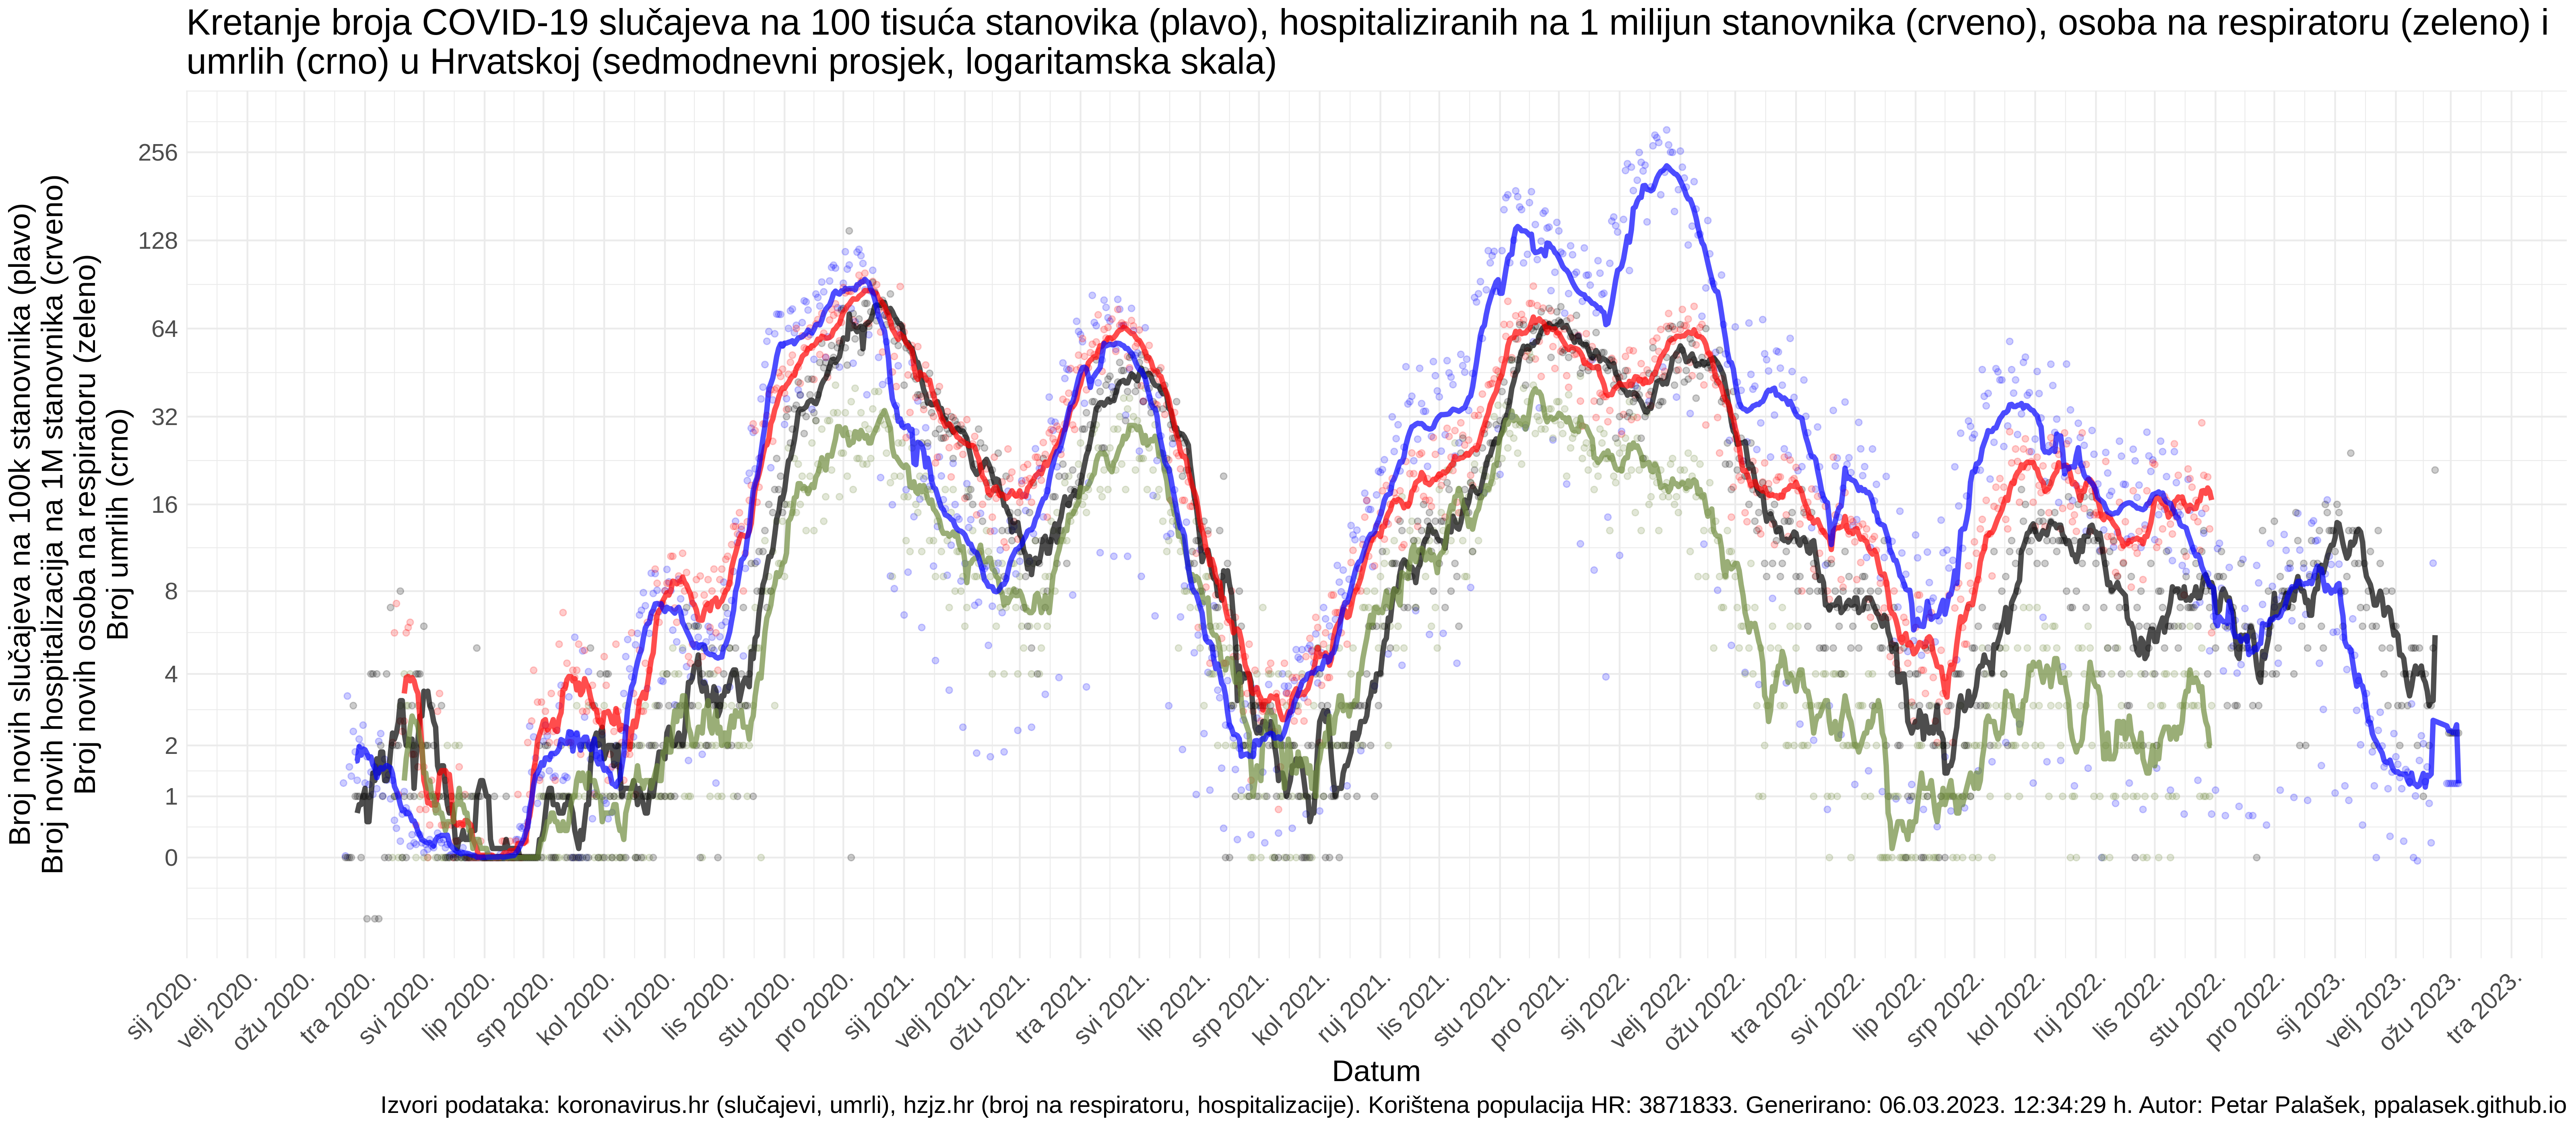 Kretanje broja COVID-19 slučajeva na 100 tisuća stanovika (plavo), hospitaliziranih na 1 milijun stanovnika (crveno), osoba na respiratoru (zeleno) i
umrlih (crno) u Hrvatskoj (sedmodnevni prosjek, logaritamska skala)
Broj novih slučajeva na 100k stanovnika (plavo)
Broj novih hospitalizacija na 1M stanovnika (crveno)
Broj novih osoba na respiratoru (zeleno)
Broj umrlih (crno)
256
128
64
32
16
8
4
2
1
0
sij 2020.
velj 2020.
ožu 2020.
tra 2020.
svi 2020.
lip 2020.
srp 2020.
kol 2020.
ruj 2020.
lis 2020.
stu 2020.
pro 2020.
sij 2021.
velj 2021.
ožu 2021.
tra 2021.
svi 2021.
lip 2021.
srp 2021.
kol 2021.
ruj 2021.
lis 2021.
stu 2021.
pro 2021.
sij 2022.
velj 2022.
ožu 2022.
tra 2022.
svi 2022.
lip 2022.
srp 2022.
kol 2022.
ruj 2022.
lis 2022.
stu 2022.
pro 2022.
sij 2023.
velj 2023.
ožu 2023.
tra 2023.
Datum
Izvori podataka: koronavirus.hr (slučajevi, umrli), hzjz.hr (broj na respiratoru, hospitalizacije). Korištena populacija HR: 3871833. Generirano: 06.03.2023. 12:34:29 h. Autor: Petar Palašek, ppalasek.github.io